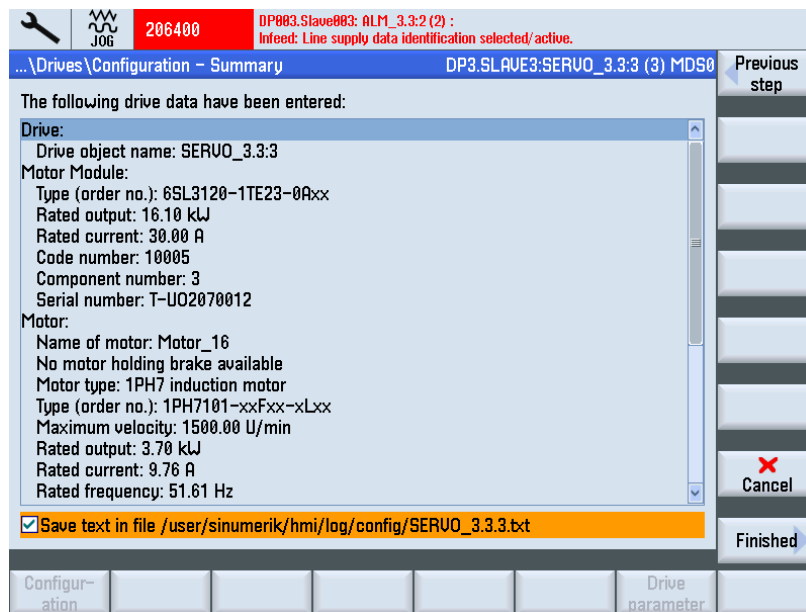 JOG
206400
DP003.Slave003: ALM_3.3:2 (2) :
Infeed: Line supply data identification selected/active.
...\Drives\Configuration - Summary
DP3.SLAVE3:SERVO_3.3:3 (3) MDS0
Previous
step
The following drive data have been entered:
Drive:
Drive object name: SERVO_3.3:3
Motor Module:
Type (order no.): 6SL3120-1TE23-0Axx
Rated output: 16.10 kW
Rated current: 30.00 A
Code number: 10005
Component number: 3
Serial number: T-UO2070012
Motor:
Name of motor: Motor_16
No motor holding brake available
Motor type: 1PH7 induction motor
Type (order no.): 1PH7101-xxFxx-xLxx
Maximum velocity: 1500.00 U/min
Rated output: 3.70 kW
Rated current: 9.76 A
Rated frequency: 51.61 Hz
Cancel
Save text in file /user/sinumerik/hmi/log/config/SERVO_3.3.3.txt
Finished
Configur-
ation
Drive
parameter